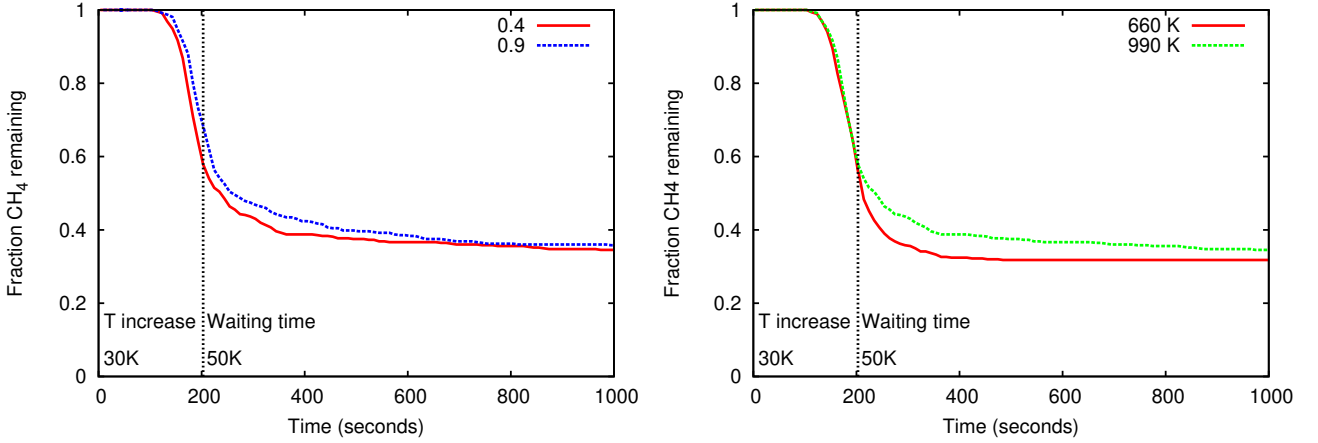 1
0.8
0.6
0.4
0.2
0
0 200 400 600 800 1000
Fraction CH4 remaining
Time (seconds)
0.4
0.9
T increase
Waiting time
30K
50K
1
0.8
0.6
0.4
0.2
0
0 200 400 600 800 1000
Fraction CH4 remaining
Time (seconds)
660 K
990 K
T increase
Waiting time
30K
50K